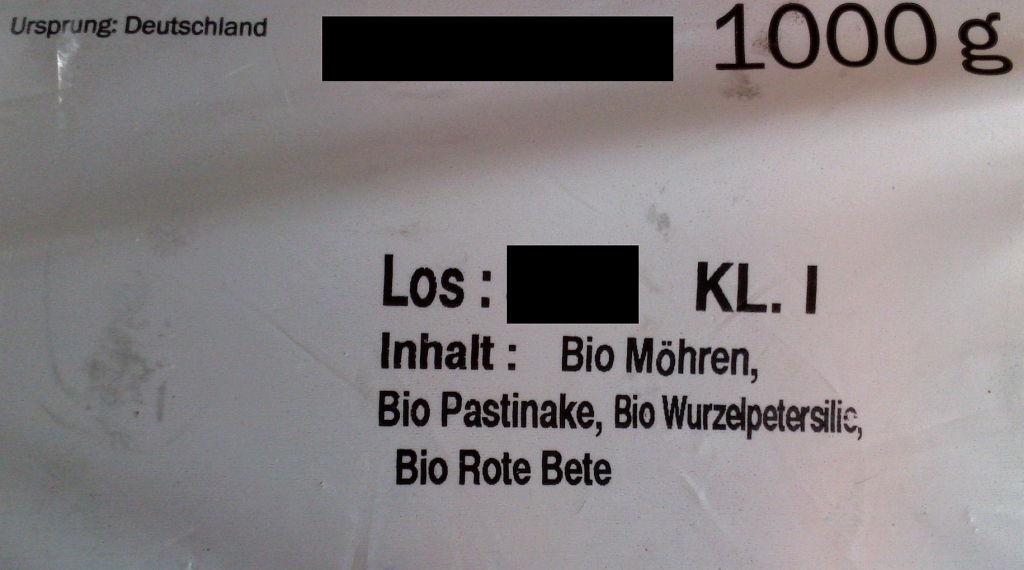 Ursprung: Deutschland
1000 g
Los : KL. I
Inhalt : Bio Möhren,
Bio Pastinake, Bio Wurzelpetersilie,
Bio Rote Bete